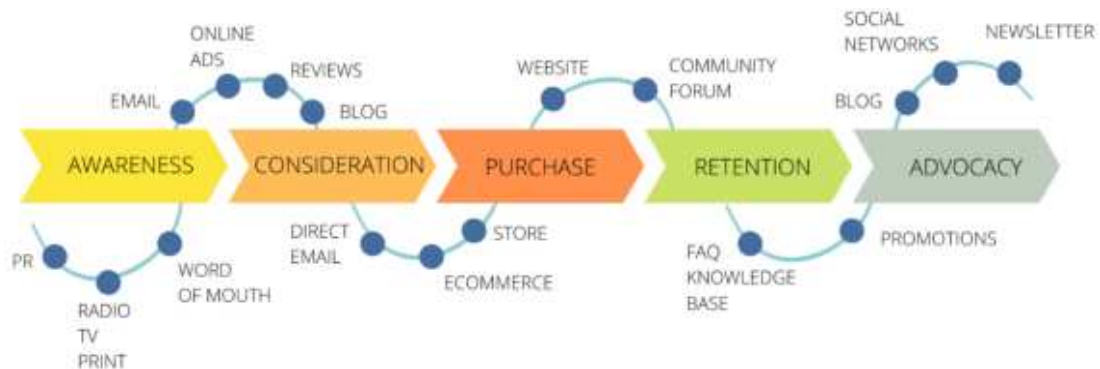 SOCIAL
NETWORKS
NEWSLETTER
ONLINE
ADS
REVIEWS
WEBSITE
COMMUNITY
FORUM
EMAIL
BLOG
BLOG
AWARENESS
CONSIDERATION
PURCHASE
RETENTION
ADVOCACY
PR
RADIO
TV
PRINT
WORD
OF MOUTH
DIRECT
EMAIL
ECOMMERCE
STORE
FAQ
KNOWLEDGE
BASE
PROMOTIONS